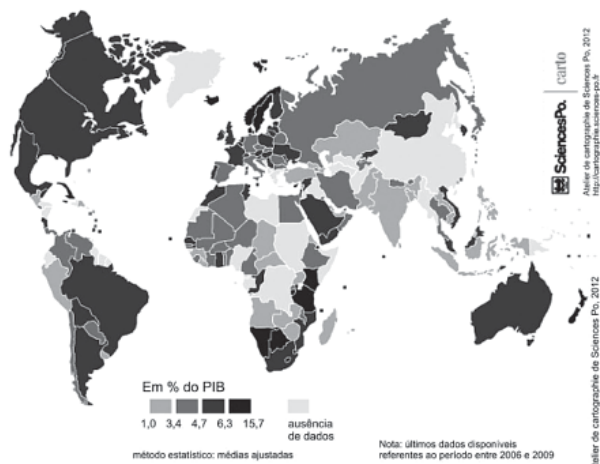 SciencesPo. | carto
Atelier de cartographie de Sciences Po, 2012
http://cartographie.sciences-po.fr
Atelier de cartographie de Sciences Po, 2012
Em % do PIB
1,0 3,4 4,7 6,3 15,7
ausência
de dados
método estatístico: médias ajustadas
Nota: últimos dados disponíveis
referentes ao período entre 2006 e 2009